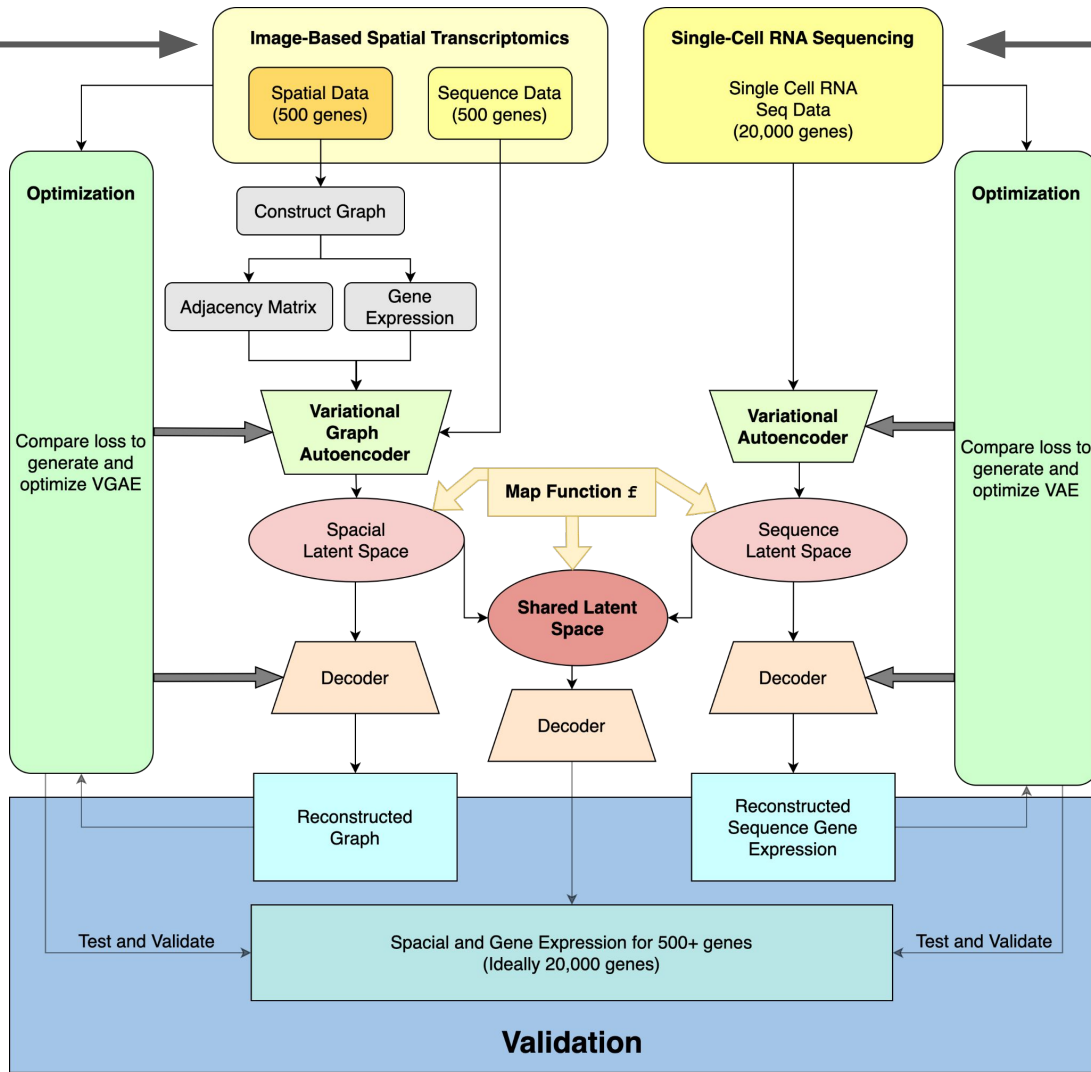 Image-Based Spatial Transcriptomics
Spatial Data
(500 genes)
Sequence Data
(500 genes)
Single-Cell RNA Sequencing
Single Cell RNA
Seq Data
(20,000 genes)
Optimization
Compare loss to
generate and
optimize VGAE
Construct Graph
Adjacency Matrix
Gene
Expression
Variational
Graph
Autoencoder
Variational
Autoencoder
Optimization
Compare loss to
generate and
optimize VAE
Map Function f
Spacial
Latent Space
Sequence
Latent Space
Shared Latent
Space
Decoder
Decoder
Decoder
Reconstructed
Graph
Reconstructed
Sequence Gene
Expression
Test and Validate
Spacial and Gene Expression for 500+ genes
(Ideally 20,000 genes)
Test and Validate
Validation